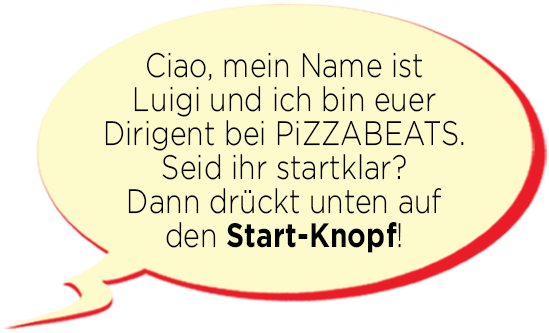 Ciao, mein Name ist
Luigi und ich bin euer
Dirigent bei PiZZABEATS.
Seid ihr startklar?
Dann drückt unten auf
den Start-Knopf!